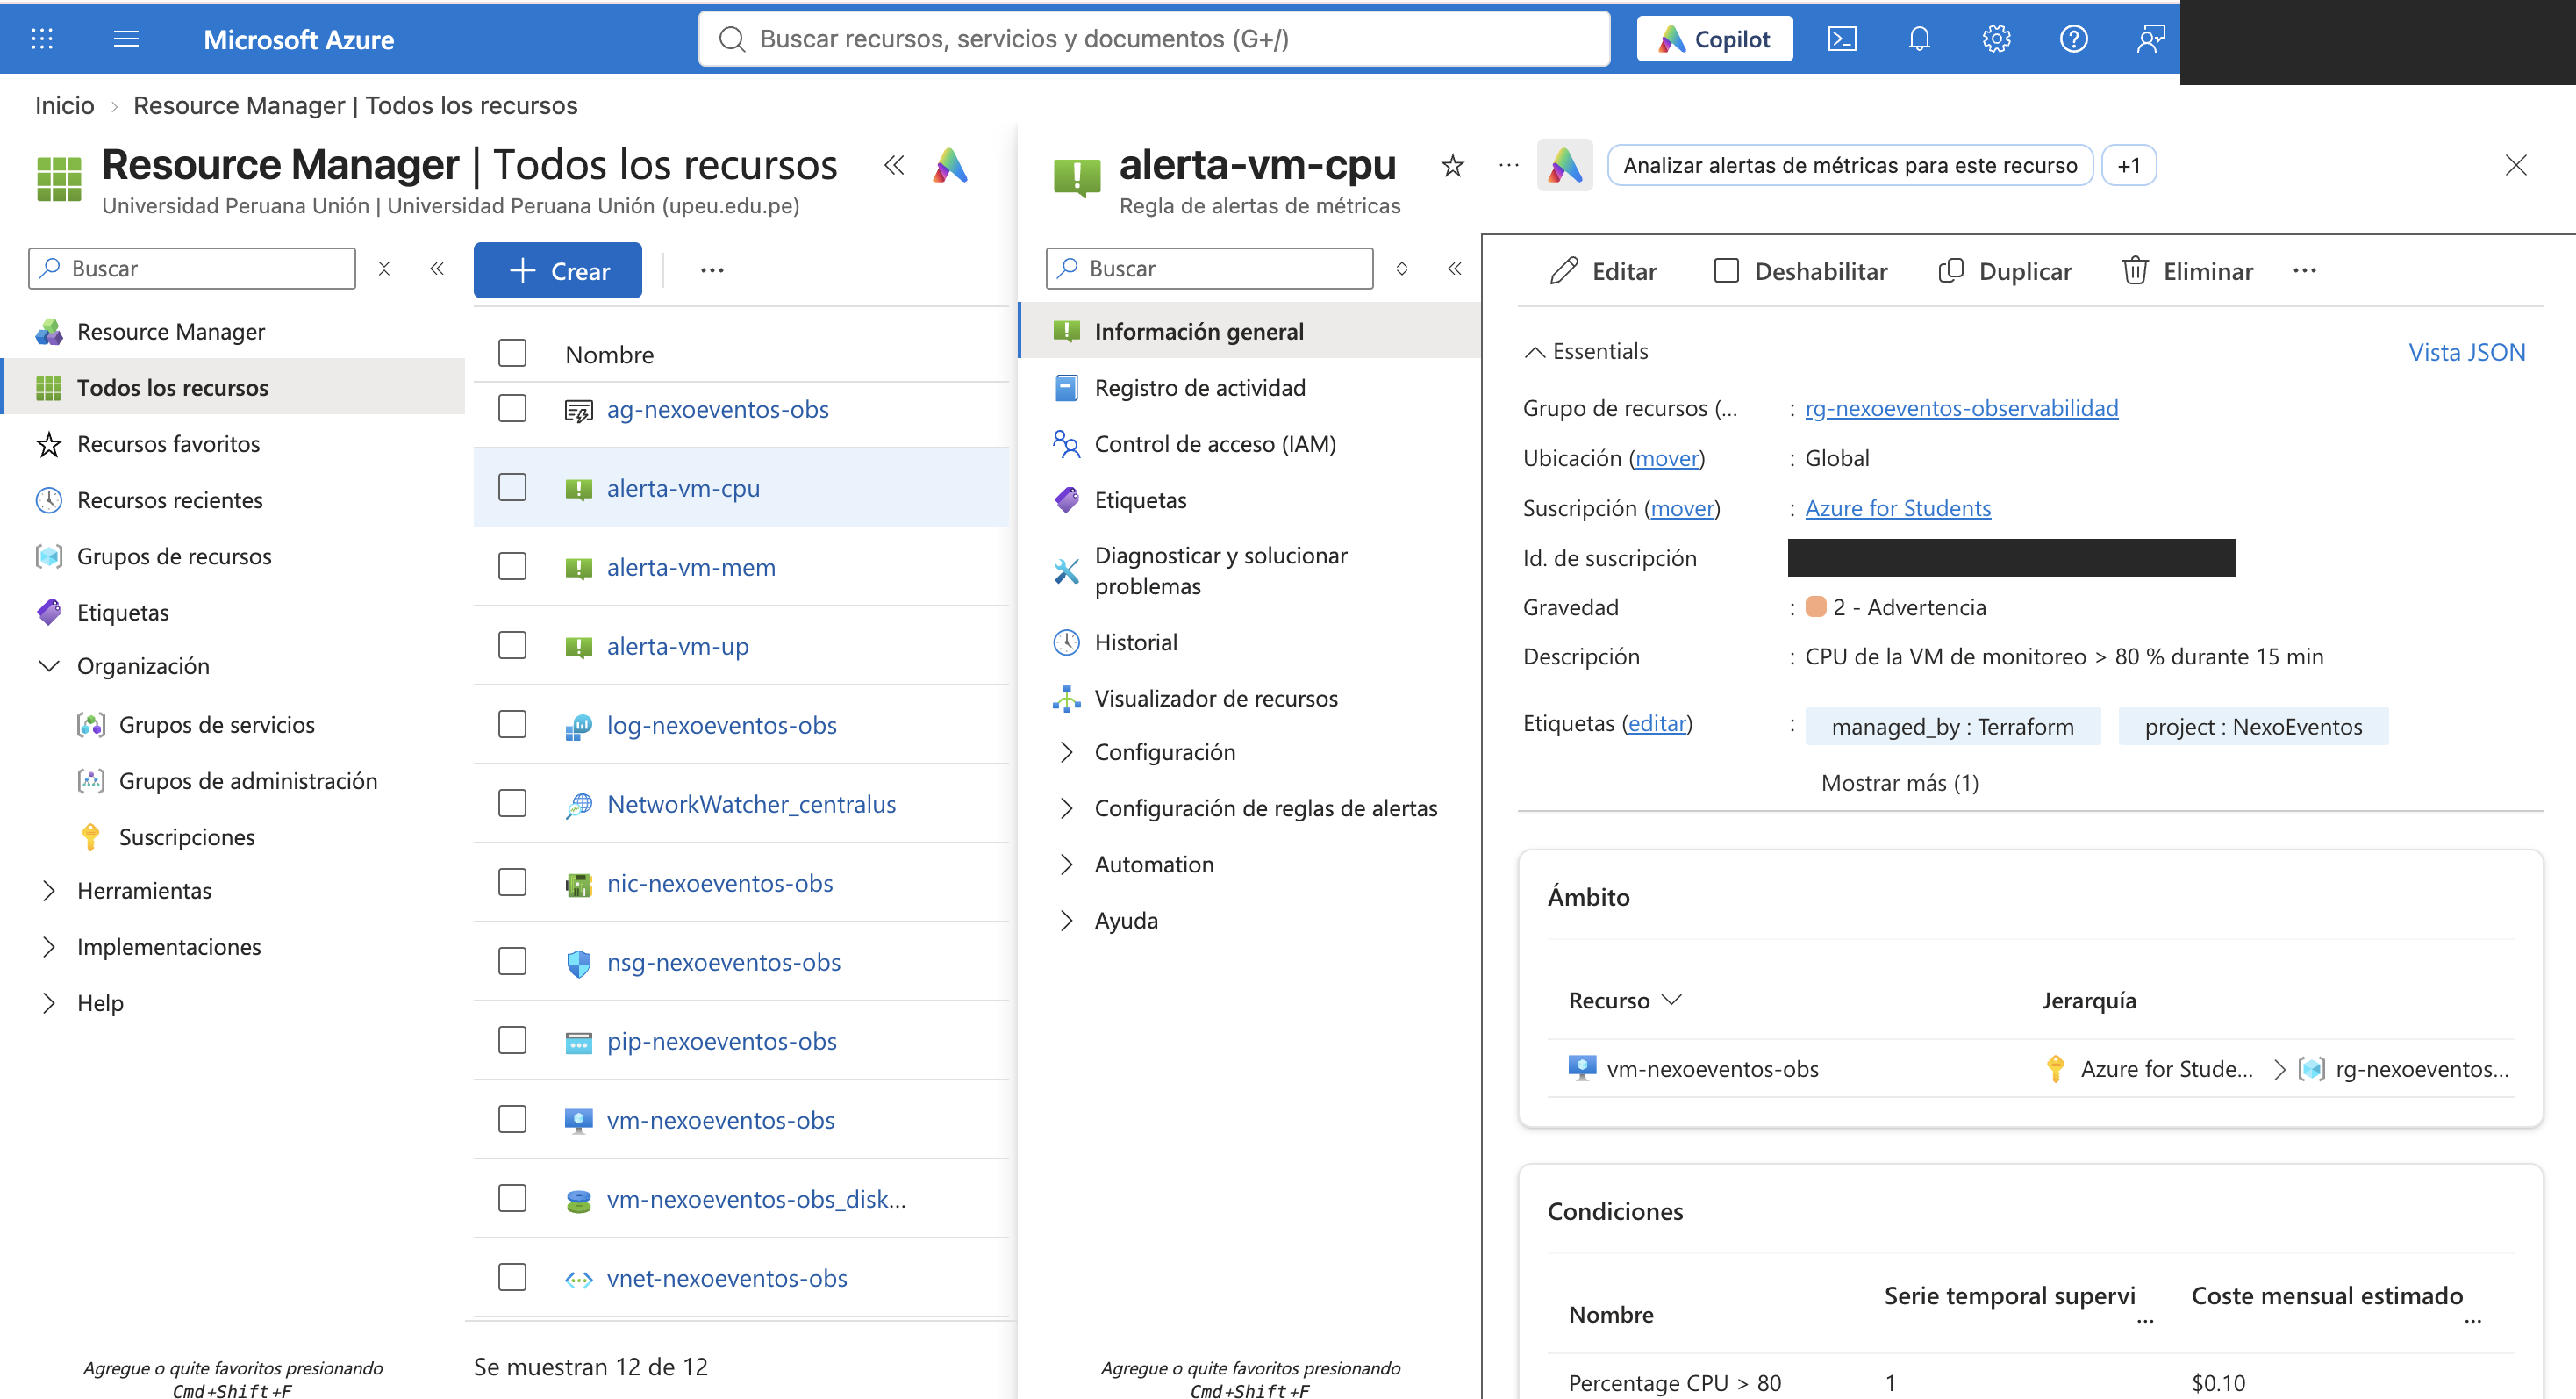 Microsoft Azure
Buscar recursos, servicios y documentos (G+/)
Copilot
Inicio > Resource Manager | Todos los recursos
Resource Manager | Todos los recursos
Universidad Peruana Unión | Universidad Peruana Unión (upeu.edu.pe)
Buscar
Resource Manager
Todos los recursos
Recursos favoritos
Recursos recientes
Grupos de recursos
Etiquetas
Organización
Grupos de servicios
Grupos de administración
Suscripciones
Herramientas
Implementaciones
Help
Agregue o quite favoritos presionando
Cmd+Shift+F
+ Crear
...
Nombre
ag-nexoeventos-obs
alerta-vm-cpu
alerta-vm-mem
alerta-vm-up
log-nexoeventos-obs
NetworkWatcher_centralus
nic-nexoeventos-obs
nsg-nexoeventos-obs
pip-nexoeventos-obs
vm-nexoeventos-obs
vm-nexoeventos-obs_disk...
vnet-nexoeventos-obs
Se muestran 12 de 12
alerta-vm-cpu
Regla de alertas de métricas
...
Analizar alertas de métricas para este recurso
+1
Buscar
Información general
Registro de actividad
Control de acceso (IAM)
Etiquetas
Diagnosticar y solucionar
problemas
Historial
Visualizador de recursos
Configuración
Configuración de reglas de alertas
Automation
Ayuda
Agregue o quite favoritos presionando
Cmd+Shift+F
Editar
Deshabilitar
Duplicar
Eliminar
...
Essentials
Vista JSON
Grupo de recursos (... : rg-nexoeventos-observabilidad
Ubicación (mover) : Global
Suscripción (mover) : Azure for Students
Id. de suscripción
Gravedad : 2 - Advertencia
Descripción : CPU de la VM de monitoreo > 80 % durante 15 min
Etiquetas (editar) : managed_by : Terraform project : NexoEventos
Mostrar más (1)
Ámbito
Recurso Jerarquía
vm-nexoeventos-obs Azure for Stude... > rg-nexoeventos...
Condiciones
Nombre Serie temporal supervi... Coste mensual estimado...
Percentage CPU > 80 1 $0.10